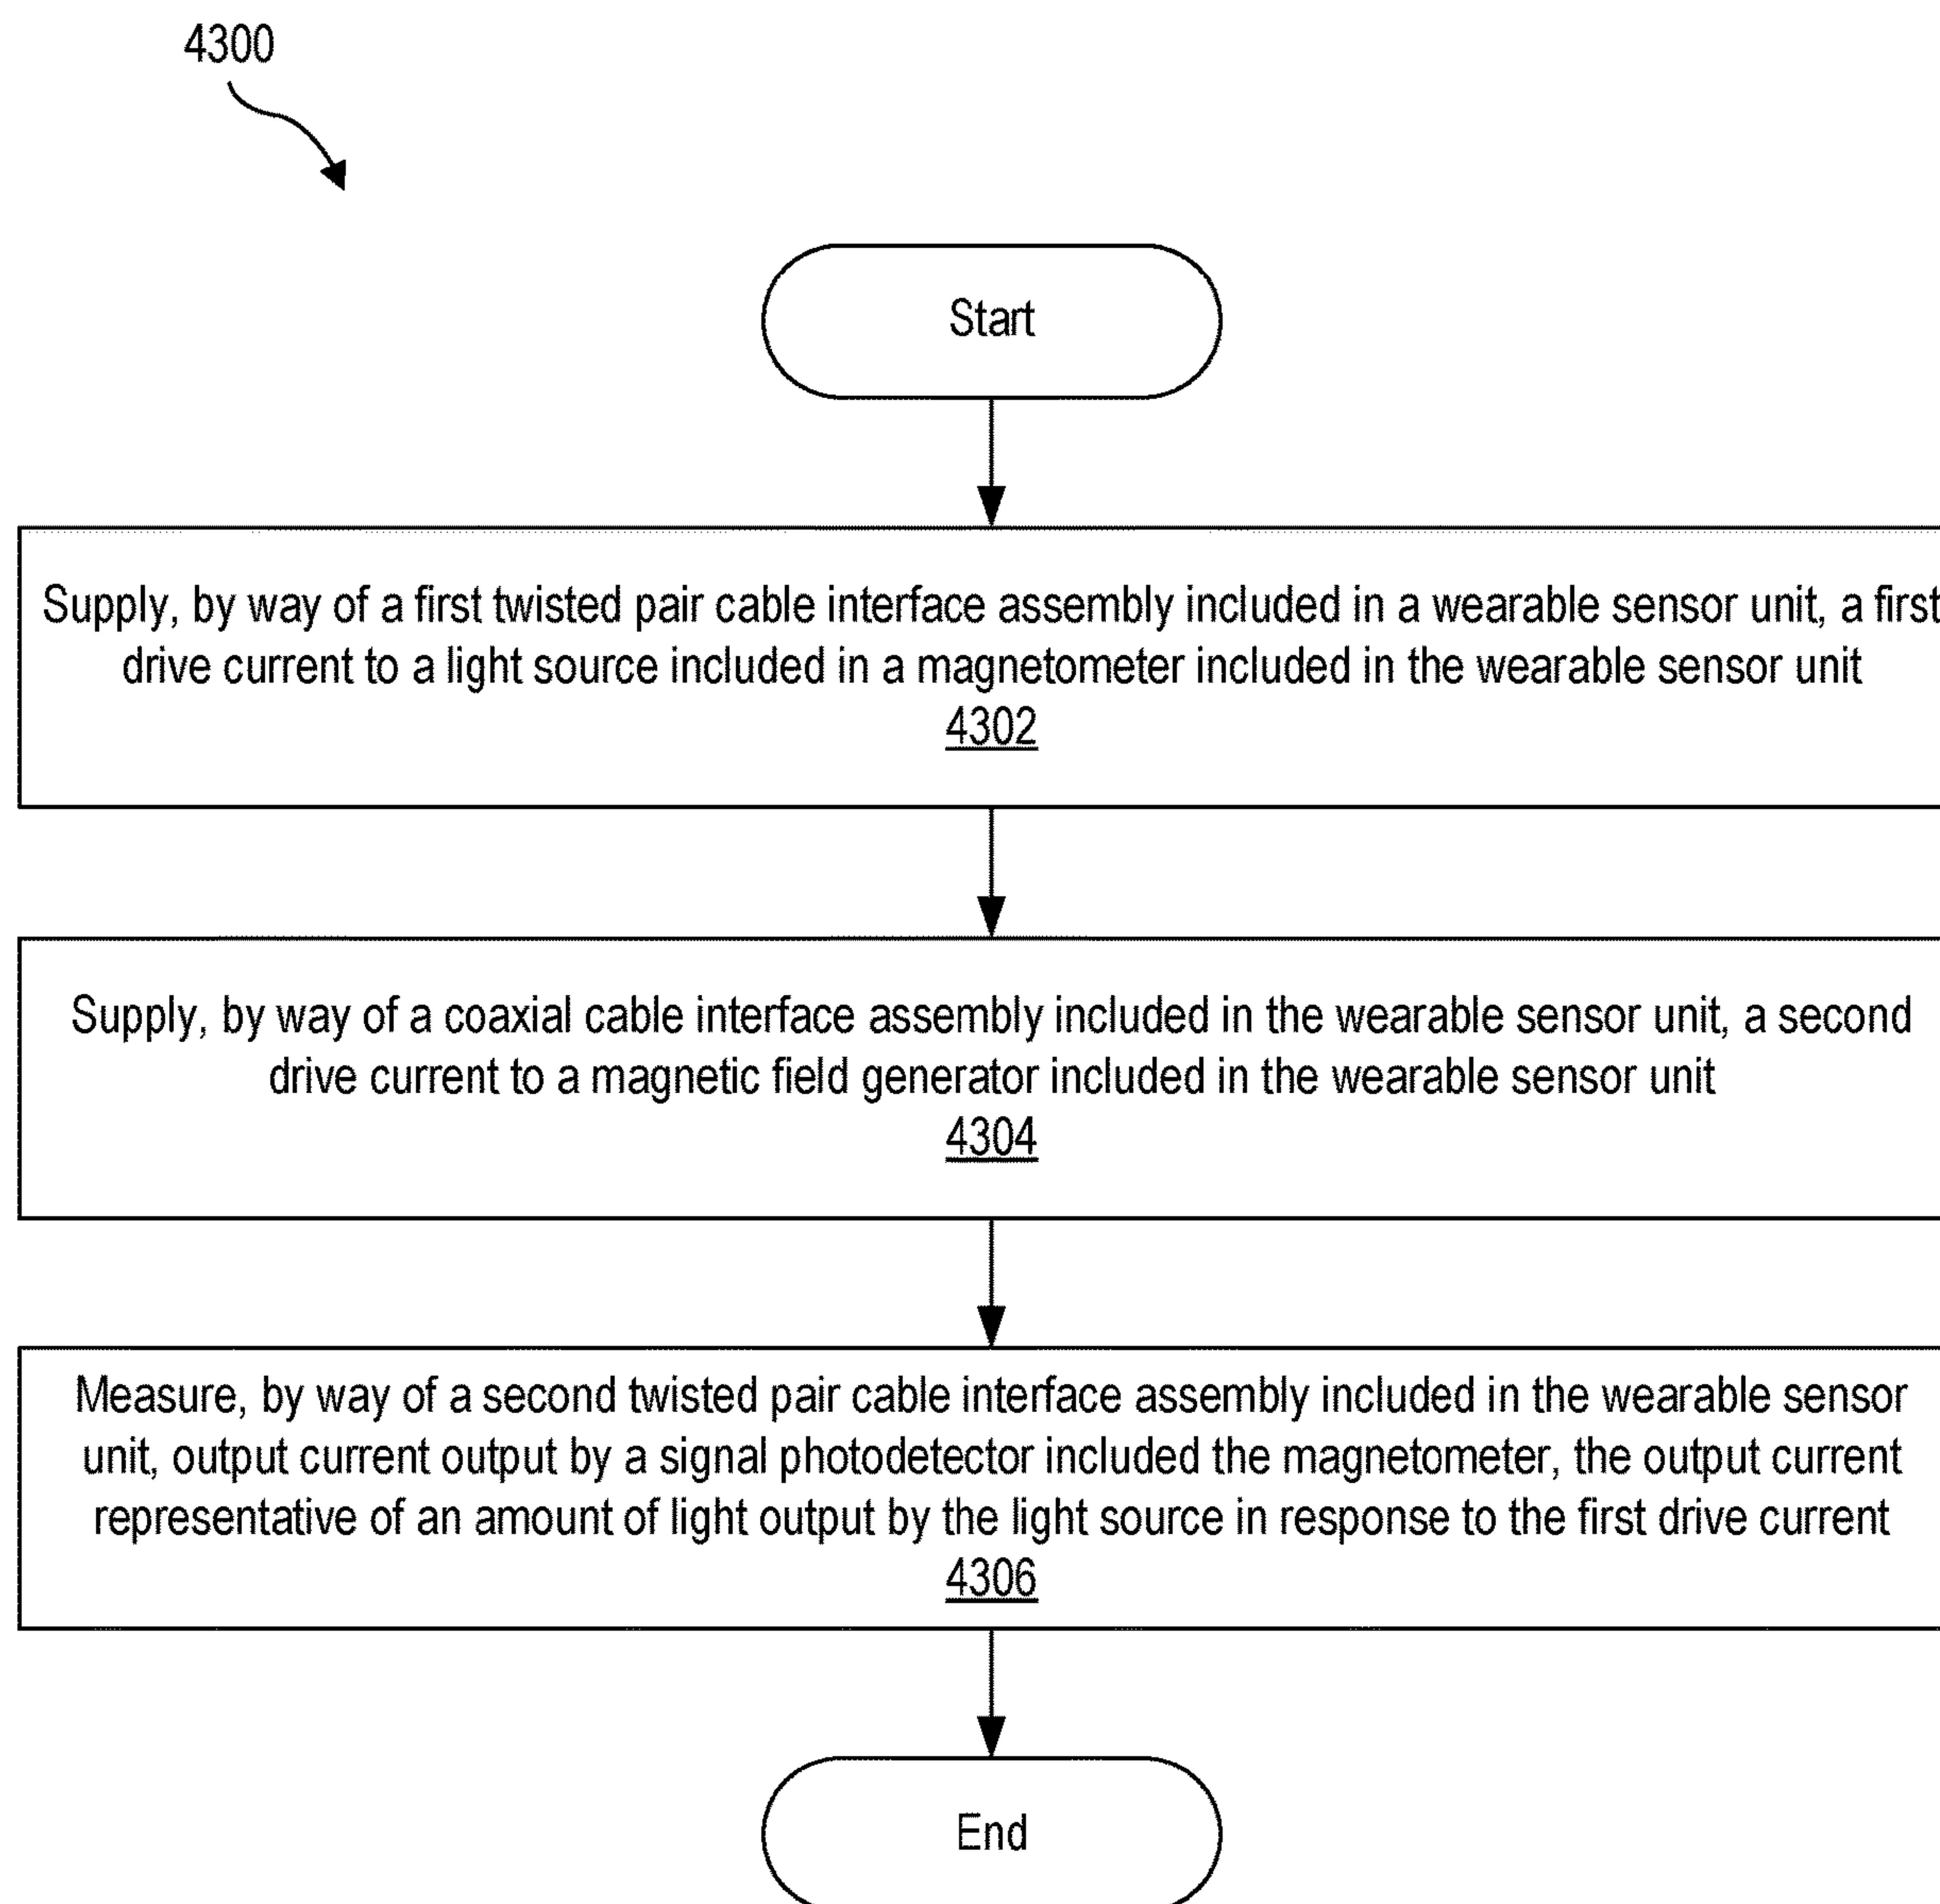 4300
Start
Supply, by way of a first twisted pair cable interface assembly included in a wearable sensor unit, a first
drive current to a light source included in a magnetometer included in the wearable sensor unit
4302
Supply, by way of a coaxial cable interface assembly included in the wearable sensor unit, a second
drive current to a magnetic field generator included in the wearable sensor unit
4304
Measure, by way of a second twisted pair cable interface assembly included in the wearable sensor
unit, output current output by a signal photodetector included the magnetometer, the output current
representative of an amount of light output by the light source in response to the first drive current
4306
End